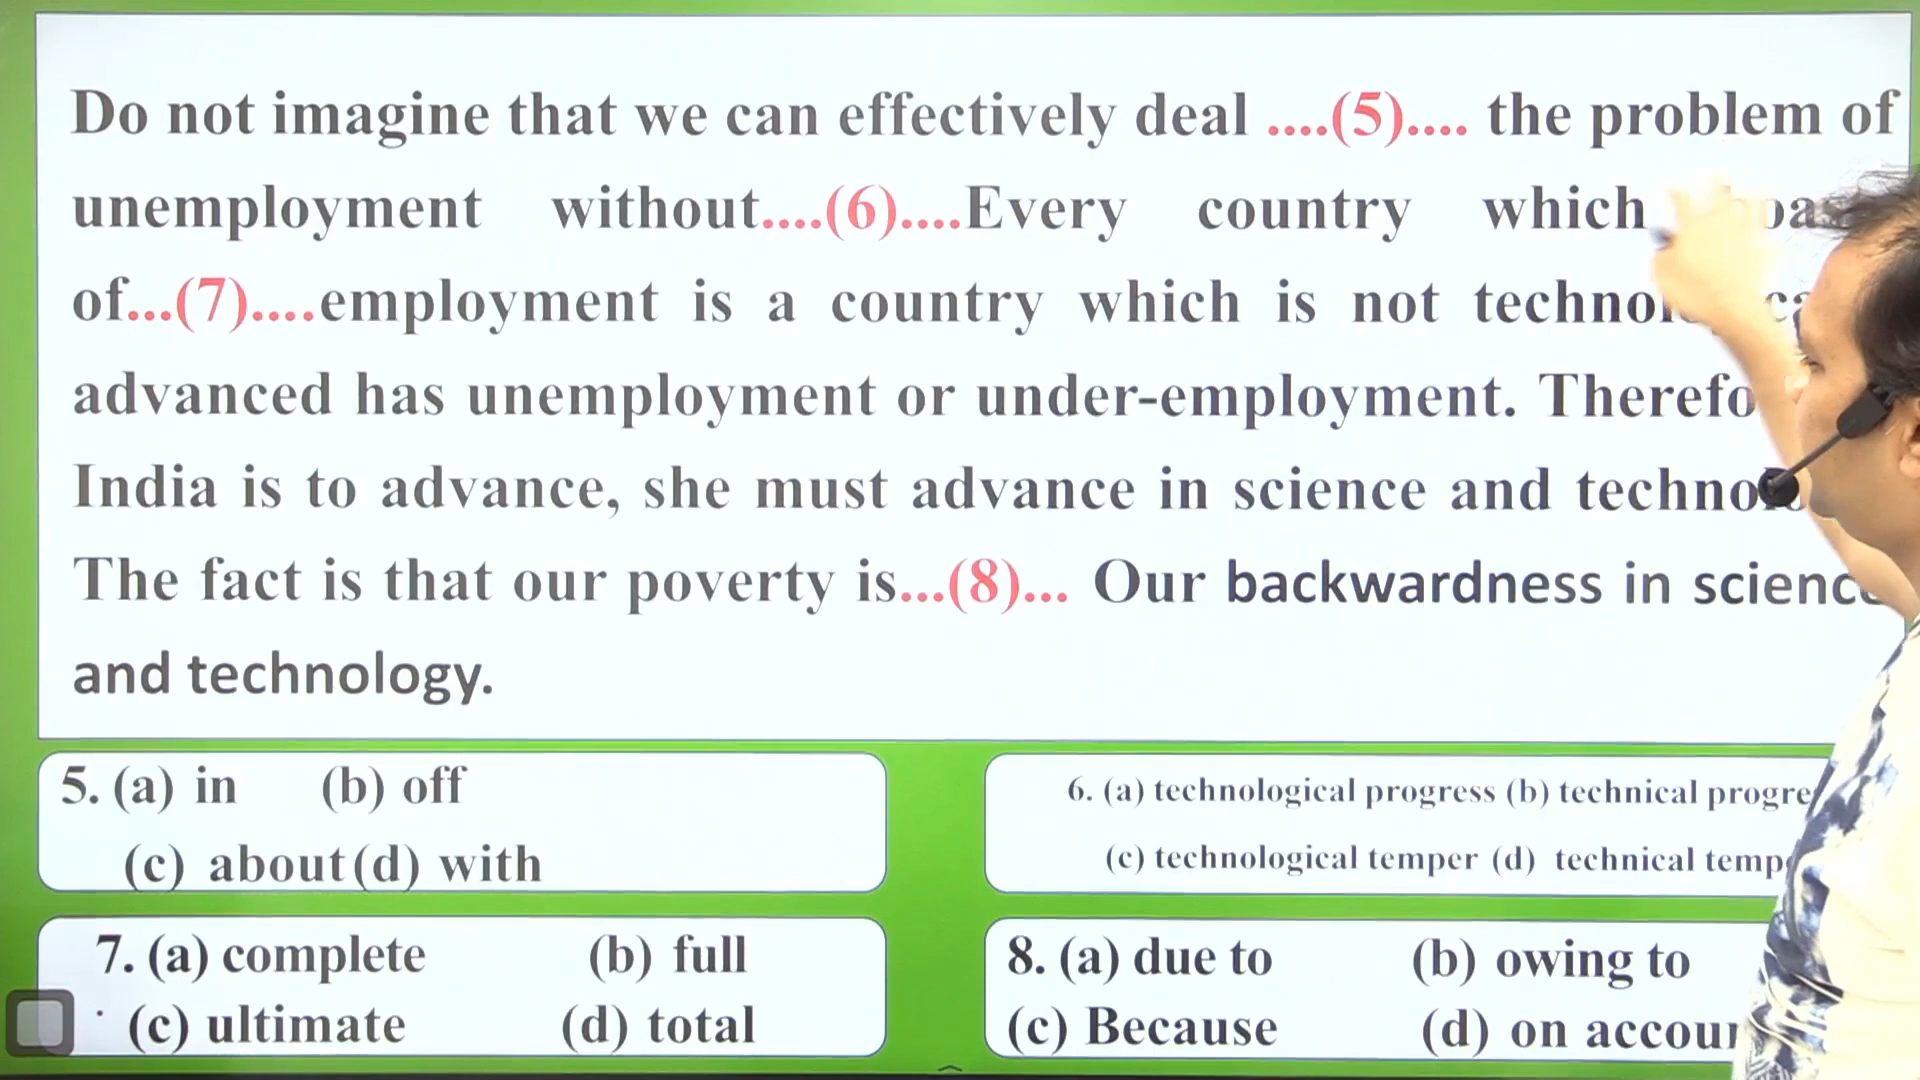 Do not imagine that we can effectively deal ....(5).... the problem of
unemployment without....(6)....Every country which
of...(7)....employment is a country which is not
advanced has unemployment or under-employment.
India is to advance, she must advance in science and
The fact is that our poverty is...(8)... Our backwardness in
and technology.
5. (a) in (b) off
(c) about (d) with
6. (a) technological progress (b) technical
(c) technological temper (d) technical
7. (a) complete (b) full
(c) ultimate (d) total
8. (a) due to (b) owing to
(c) Because (d) on